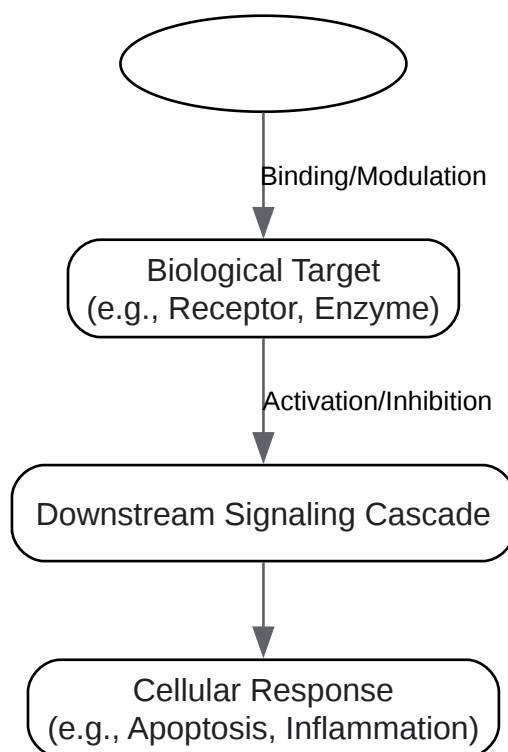 Binding/Modulation
Biological Target
(e.g., Receptor, Enzyme)
Activation/Inhibition
Downstream Signaling Cascade
Cellular Response
(e.g., Apoptosis, Inflammation)